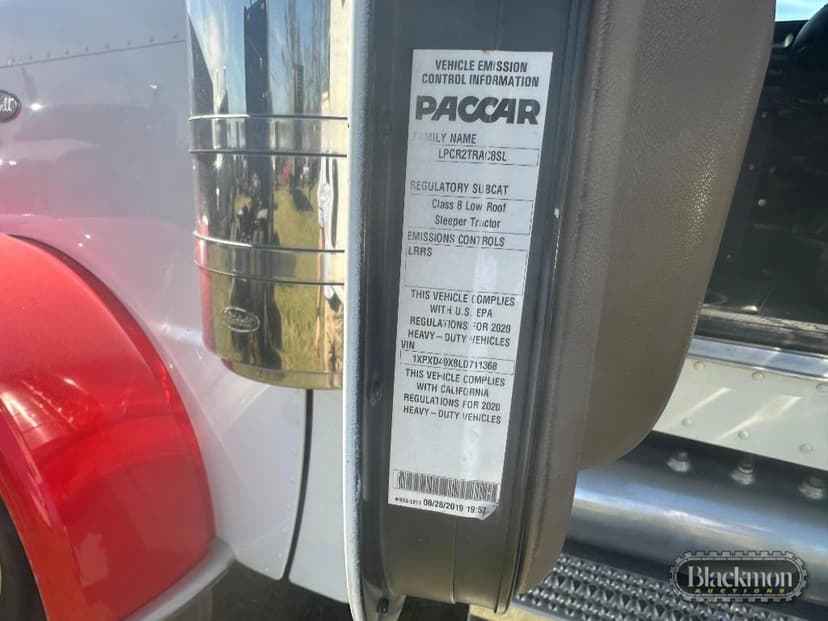 VEHICLE EMISSION
CONTROL INFORMATION
PACCAR
FAMILY NAME
LPCR2TRAC8SL
REGULATORY SUBCAT
Class 8 Low Roof
Sleeper Tractor
EMISSIONS CONTROLS
LRRS
THIS VEHICLE COMPLIES
WITH U.S. EPA
REGULATIONS FOR 2020
HEAVY – DUTY VEHICLES
VIN
1XPXD49X8LD711368
THIS VEHICLE COMPLIES
WITH CALIFORNIA
REGULATIONS FOR 2020
HEAVY – DUTY VEHICLES
08/28/2019 19:57
Blackmon
AUCTIONS